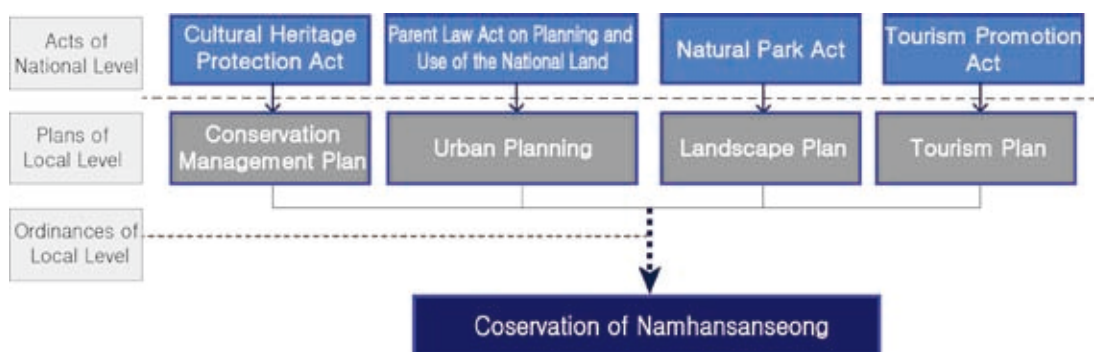 Acts of
National Level
Cultural Heritage
Protection Act
Parent Law Act on Planning and
Use of the National Land
Natural Park Act
Tourism Promotion
Act
Plans of
Local Level
Conservation
Management Plan
Urban Planning
Landscape Plan
Tourism Plan
Ordinances of
Local Level
Coservation of Namhansanseong